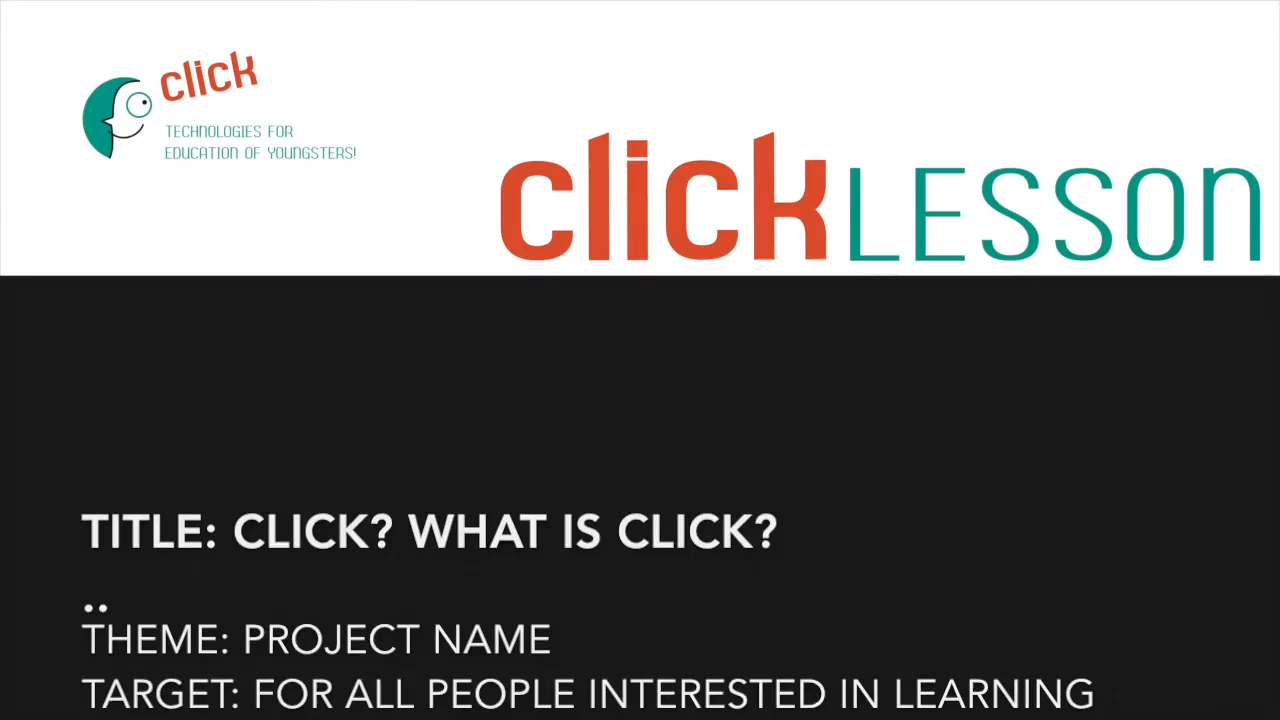 click
TECHNOLOGIES FOR
EDUCATION OF YOUNGSTERS!
clickLESSON
TITLE: CLICK? WHAT IS CLICK?
..
THEME: PROJECT NAME
TARGET: FOR ALL PEOPLE INTERESTED IN LEARNING